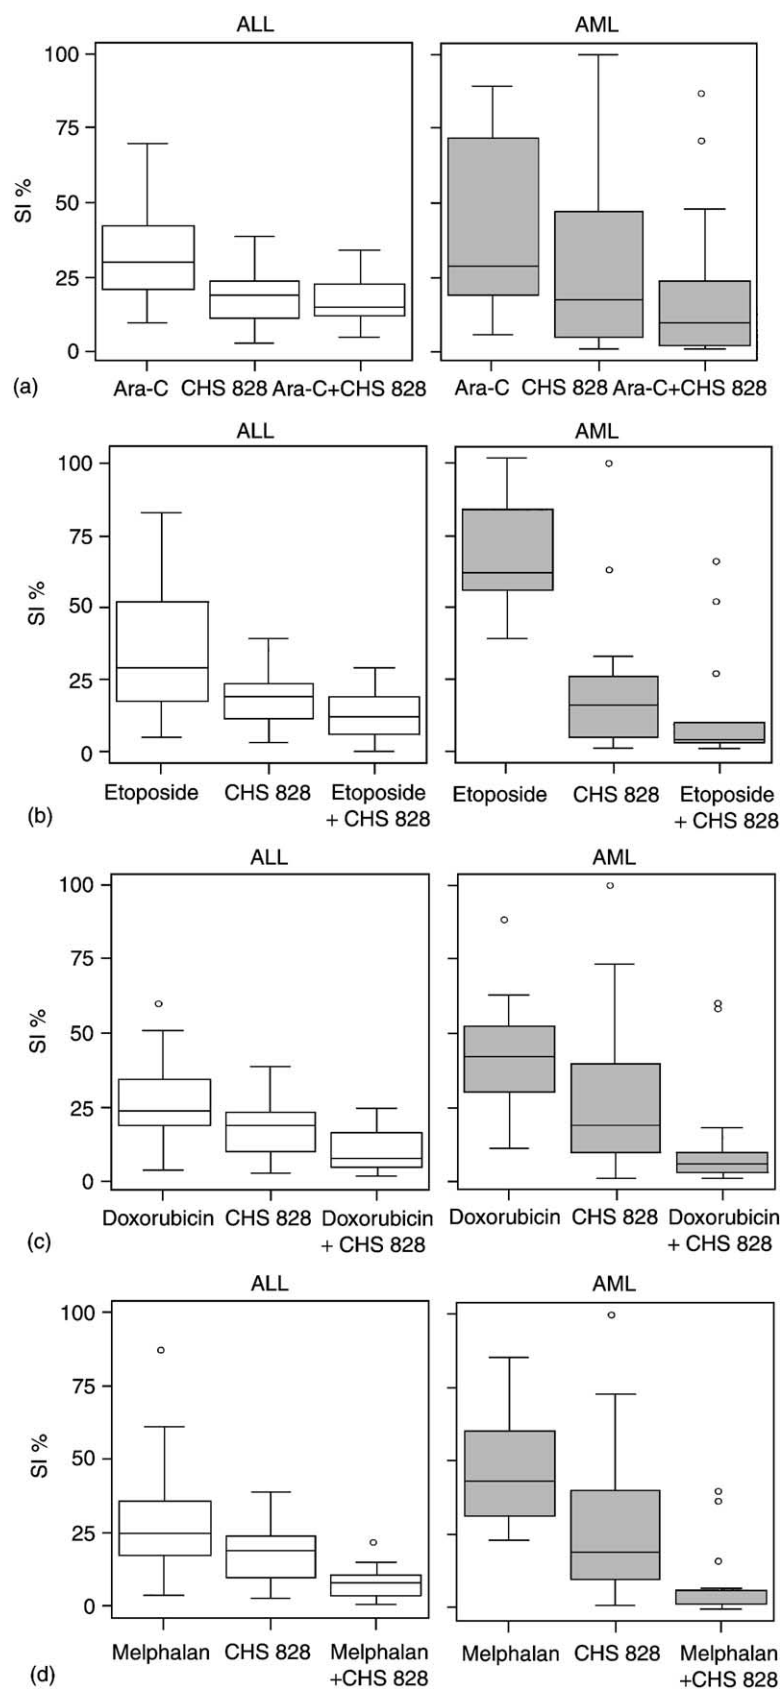 ALL AML
100
75
50
25
0
SI %
(a) Ara-C CHS 828 Ara-C+CHS 828 Ara-C CHS 828 Ara-C+CHS 828
ALL AML
100
75
50
25
0
SI %
Etoposide CHS 828 Etoposide Etoposide CHS 828 Etoposide
(b) + CHS 828 + CHS 828
ALL AML
100
75
50
25
0
SI %
Doxorubicin CHS 828 Doxorubicin Doxorubicin CHS 828 Doxorubicin
(c) + CHS 828 + CHS 828
ALL AML
100
75
50
25
0
SI %
Melphalan CHS 828 Melphalan Melphalan CHS 828 Melphalan
(d) +CHS 828 +CHS 828